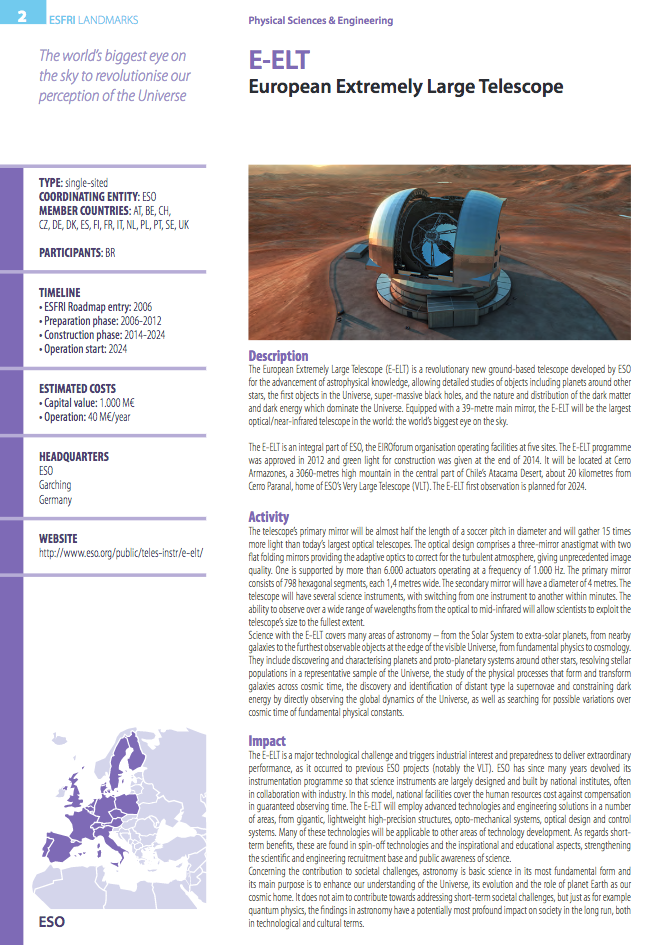 2 ESFRI LANDMARKS
Physical Sciences & Engineering
The world's biggest eye on
the sky to revolutionise our
perception of the Universe
E-ELT
European Extremely Large Telescope
TYPE: single-sited
COORDINATING ENTITY: ESO
MEMBER COUNTRIES: AT, BE, CH,
CZ, DE, DK, ES, FI, FR, IT, NL, PL, PT, SE, UK
PARTICIPANTS: BR
TIMELINE
• ESFRI Roadmap entry: 2006
• Preparation phase: 2006-2012
• Construction phase: 2014-2024
• Operation start: 2024
ESTIMATED COSTS
• Capital value: 1.000 M€
• Operation: 40 M€/year
HEADQUARTERS
ESO
Garching
Germany
WEBSITE
http://www.eso.org/public/teles-instr/e-elt/
ESO
Description
The European Extremely Large Telescope (E-ELT) is a revolutionary new ground-based telescope developed by ESO
for the advancement of astrophysical knowledge, allowing detailed studies of objects including planets around other
stars, the first objects in the Universe, super-massive black holes, and the nature and distribution of the dark matter
and dark energy which dominate the Universe. Equipped with a 39-metre main mirror, the E-ELT will be the largest
optical/near-infrared telescope in the world: the world's biggest eye on the sky.
The E-ELT is an integral part of ESO, the EIROforum organisation operating facilities at five sites. The E-ELT programme
was approved in 2012 and green light for construction was given at the end of 2014. It will be located at Cerro
Armazones, a 3060-metre high mountain in the central part of Chile's Atacama Desert, about 20 kilometres from
Cerro Paranal, home of ESO's Very Large Telescope (VLT). The E-ELT first observation is planned for 2024.
Activity
The telescope's primary mirror will be almost half the length of a soccer pitch in diameter and will gather 15 times
more light than today's largest optical telescopes. The optical design comprises a three-mirror anastigmat with two
flat folding mirrors providing the adaptive optics to correct for the turbulent atmosphere, giving unprecedented image
quality. One is supported by more than 6.000 actuators operating at a frequency of 1.000 Hz. The primary mirror
consists of 798 hexagonal segments, each 1,4 metres wide. The secondary mirror will have a diameter of 4 metres. The
telescope will have several science instruments, with switching from one instrument to another within minutes. The
ability to observe over a wide range of wavelengths from the optical to mid-infrared will allow scientists to exploit the
telescope's size to the fullest extent.
Science with the E-ELT covers many areas of astronomy – from the Solar System to extra-solar planets, from nearby
galaxies to the furthest observable objects at the edge of the visible Universe, from fundamental physics to cosmology.
They include discovering and characterising planets and proto-planetary systems around other stars, resolving stellar
populations in a representative sample of the Universe, the study of the physical processes that form and transform
galaxies across cosmic time, the discovery and identification of distant type Ia supernovae and constraining dark
energy by directly observing the global dynamics of the Universe, as well as searching for possible variations over
cosmic time of fundamental physical constants.
Impact
The E-ELT is a major technological challenge and triggers industrial interest and preparedness to deliver extraordinary
performance, as it occurred to previous ESO projects (notably the VLT). ESO has since many years devolved its
instrumentation programme so that science instruments are largely designed and built by national institutes, often
in collaboration with industry. In this model, national facilities cover the human resources cost against compensation
in guaranteed observing time. The E-ELT will employ advanced technologies and engineering solutions in a number
of areas, from gigantic, lightweight high-precision structures, opto-mechanical systems, optical design and control
systems. Many of these technologies will be applicable to other areas of technology development. As regards short-
term benefits, these are found in spin-off technologies and the inspirational and educational aspects, strengthening
the scientific and engineering recruitment base and public awareness of science.
Concerning the contribution to societal challenges, astronomy is basic science in its most fundamental form and
its main purpose is to enhance our understanding of the Universe, its evolution and the role of planet Earth as our
cosmic home. It does not aim to contribute towards addressing short-term societal challenges, but just as for example
quantum physics, the findings in astronomy have a potentially most profound impact on society in the long run, both
in technological and cultural terms.